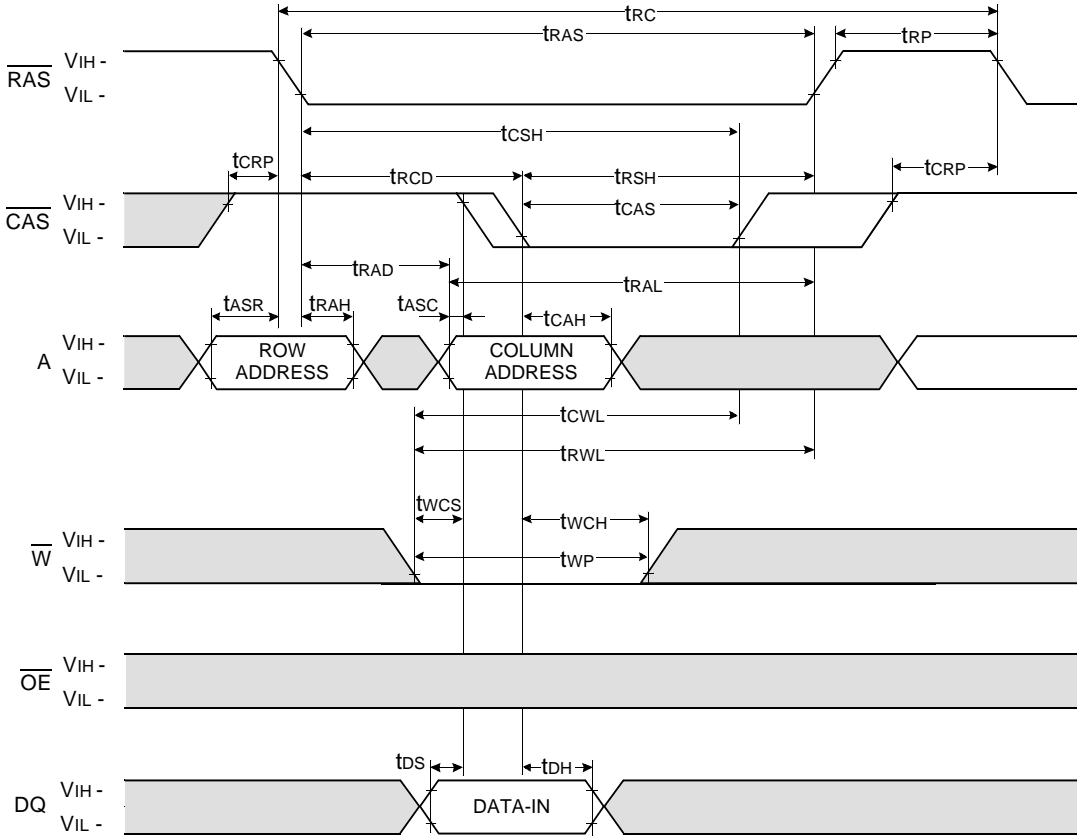 tRC
tRAS
tRP
RAS
VIH -
VIL -
tCSH
tCRP
tRCD
tRSH
tCRP
CAS
VIH -
VIL -
tCAS
tRAD
tRAL
tASR
tRAH
tASC
tCAH
A
VIH -
VIL -
ROW
ADDRESS
COLUMN
ADDRESS
tCWL
tRWL
tWCS
tWCH
W
VIH -
VIL -
tWP
OE
VIH -
VIL -
tDS
tDH
DQ
VIH -
VIL -
DATA-IN